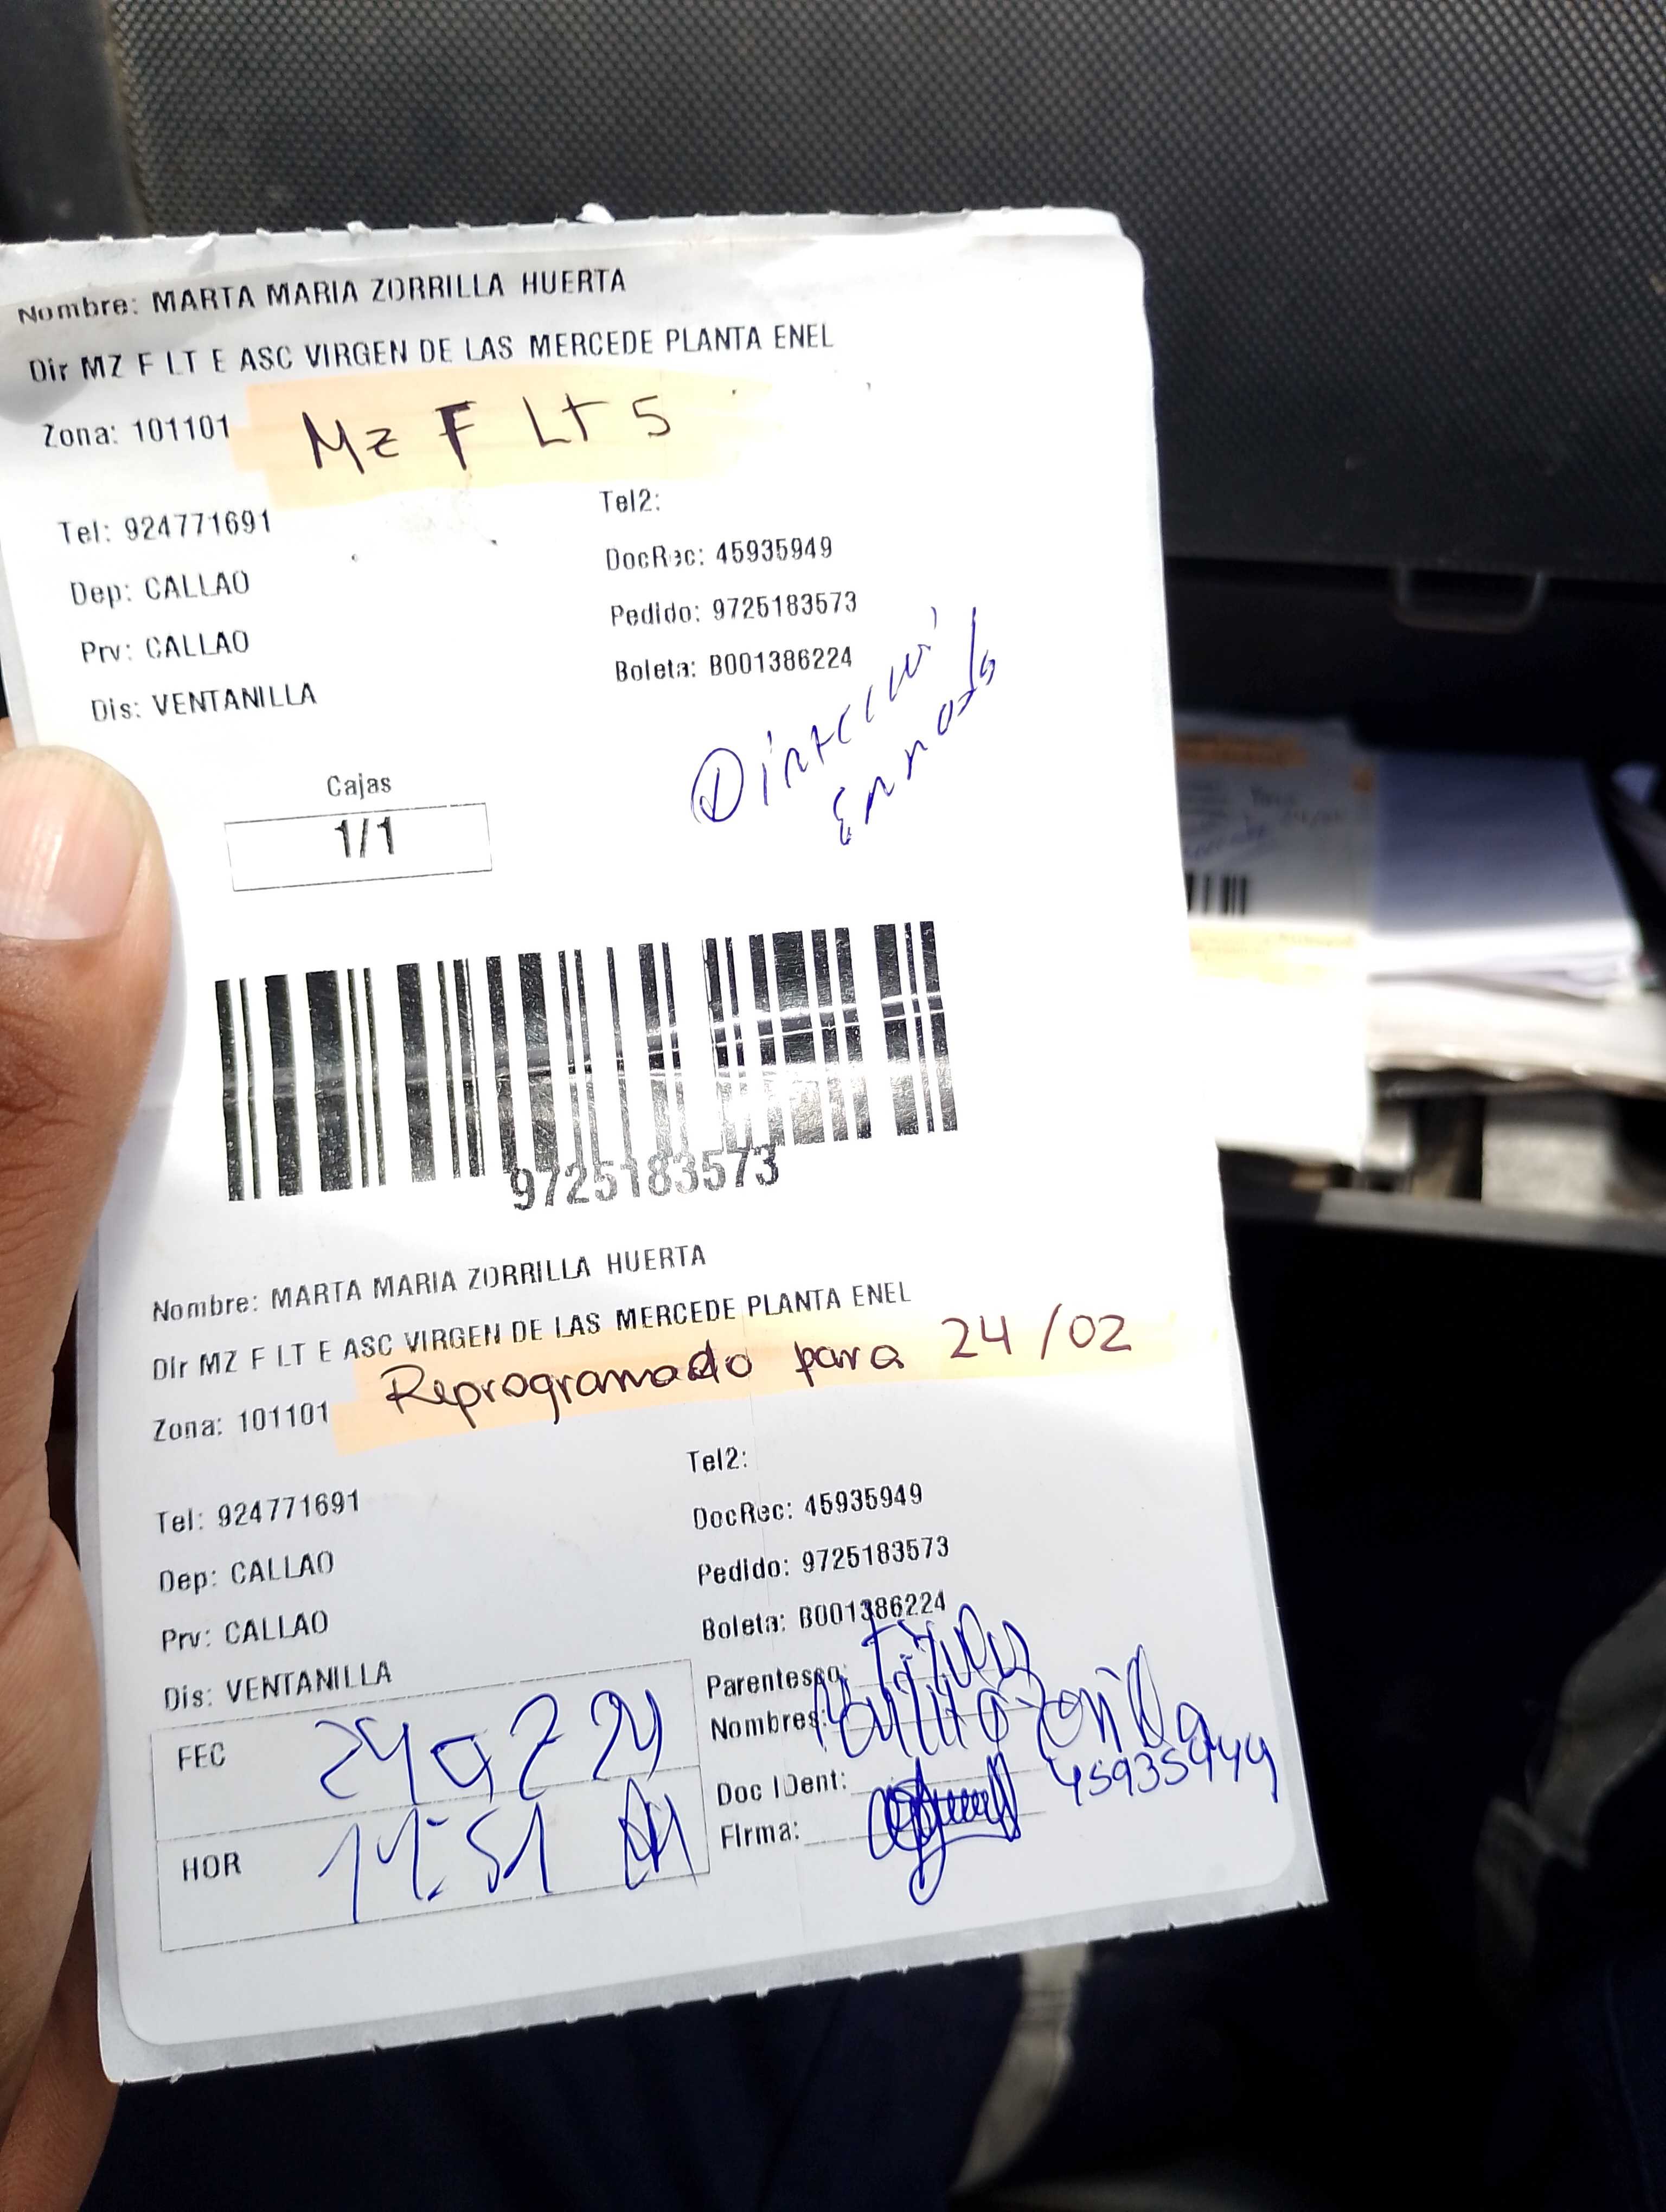 Nombre: MARTA MARIA ZORRILLA HUERTA
Dir MZ F LT E ASC VIRGEN DE LAS MERCEDE PLANTA ENEL
Zona: 101101
Mz F Lt 5
Tel: 924771691
Tel2:
Dep: CALLAO
DocRec: 45935949
Prv: CALLAO
Pedido: 9725183573
Dis: VENTANILLA
Boleta: B001386224
Dirección
Errada
Cajas
1/1
9725183573
Nombre: MARTA MARIA ZORRILLA HUERTA
Dir MZ F LT E ASC VIRGEN DE LAS MERCEDE PLANTA ENEL
Reprogramado para 24/02
Zona: 101101
Tel: 924771691
Tel2:
Dep: CALLAO
DocRec: 45935949
Prv: CALLAO
Pedido: 9725183573
Dis: VENTANILLA
Boleta: B001386224
Parentesco:
FEC
Nombres: Zorrilla
Doc IDent: 45935949
HOR
Firma: